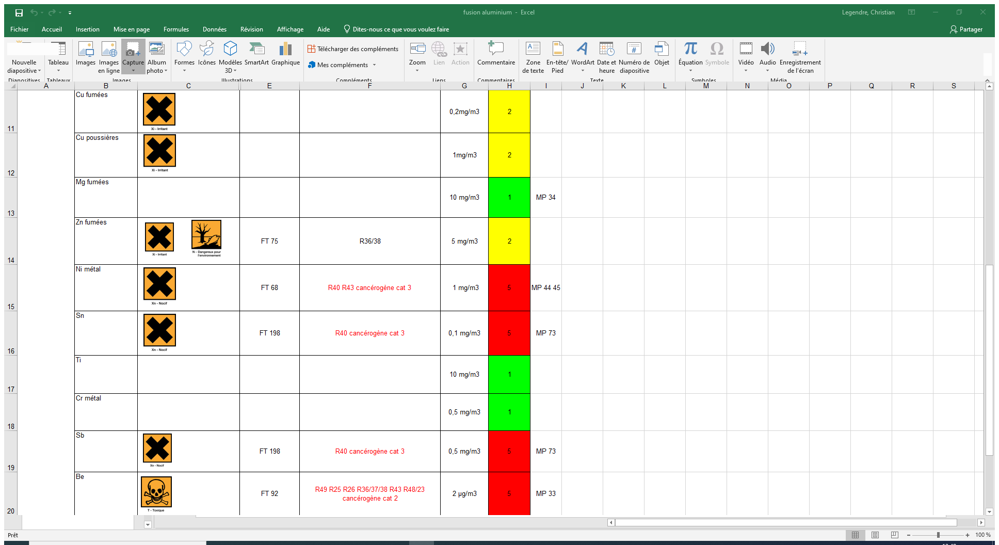 fusion aluminium - Excel
Legendre, Christian
Fichier Accueil Insertion Mise en page Formules Données Révision Affichage Aide Dites-nous ce que vous voulez faire Partager
Nouvelle diapositive
Tableau
Images
Images en ligne
Capture
Album photo
Formes
Icônes
Modèles 3D
SmartArt
Graphique
Télécharger des compléments
Mes compléments
Zoom
Lien
Action
Commentaire
Zone de texte
En-tête/ Pied
WordArt
Date et heure
Numéro de diapositive
Objet
Équation
Symbole
Vidéo
Audio
Enregistrement de l'écran
Diapositives Tableaux Images Illustrations Compléments Liens Commentaires Texte Symboles Média
A B C E F G H I J K L M N O P Q R S
Cu fumées
Xi - Irritant
0,2mg/m3 2
11
Cu poussières
Xi - Irritant
1mg/m3 2
12
Mg fumées
10 mg/m3 1 MP 34
13
Zn fumées
Xi - Irritant
N - Dangereux pour
l'environnement
FT 75 R36/38 5 mg/m3 2
14
Ni métal
Xn - Nocif
FT 68 R40 R43 cancérogène cat 3 1 mg/m3 5 MP 44 45
15
Sn
Xn - Nocif
FT 198 R40 cancérogène cat 3 0,1 mg/m3 5 MP 73
16
Ti
10 mg/m3 1
17
Cr métal
0,5 mg/m3 1
18
Sb
Xn - Nocif
FT 198 R40 cancérogène cat 3 0,5 mg/m3 5 MP 73
19
Be
T - Toxique
FT 92 R49 R25 R26 R36/37/38 R43 R48/23
cancérogène cat 2
2 µg/m3 5 MP 33
20
Prêt
100 %